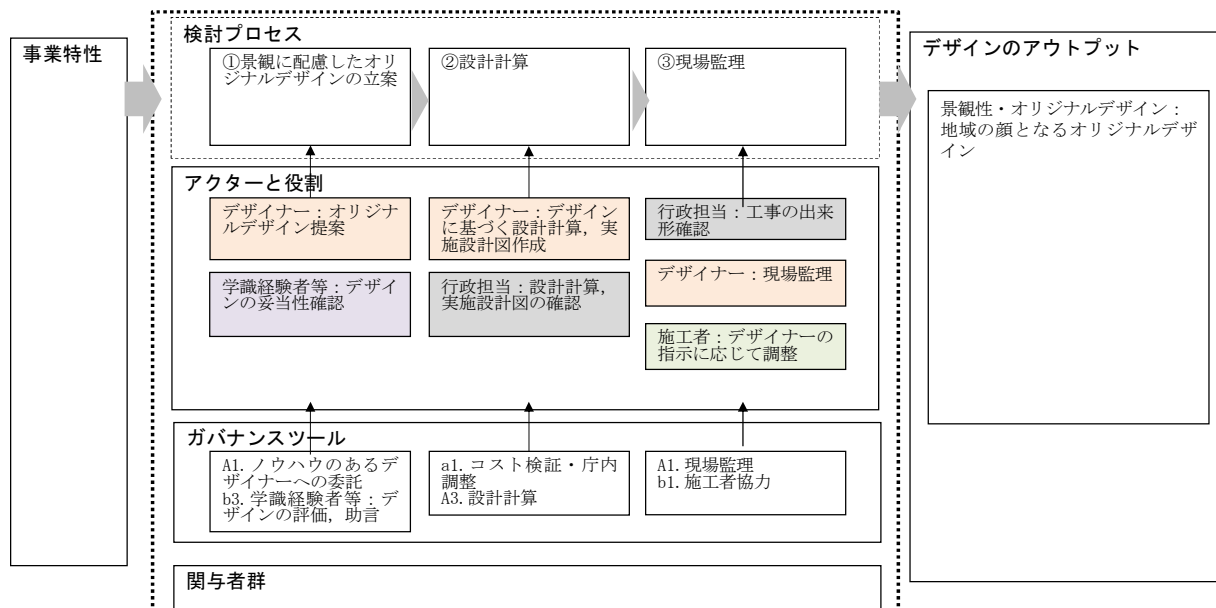 事業特性
検討プロセス
①景観に配慮したオリ
ジナルデザインの立案
②設計計算
③現場監理
アクターと役割
デザイナー：オリジナ
ルデザイン提案
学識経験者等：デザイ
ンの妥当性確認
デザイナー：デザイン
に基づく設計計算，実
施設計図作成
行政担当：設計計算，
実施設計図の確認
行政担当：工事の出来
形確認
デザイナー：現場監理
施工者：デザイナーの
指示に応じて調整
ガバナンスツール
A1. ノウハウのあるデ
ザイナーへの委託
b3. 学識経験者等：デ
ザインの評価，助言
a1. コスト検証・庁内
調整
A3. 設計計算
A1. 現場監理
b1. 施工者協力
関与者群
デザインのアウトプット
景観性・オリジナルデザイン：
地域の顔となるオリジナルデザ
イン